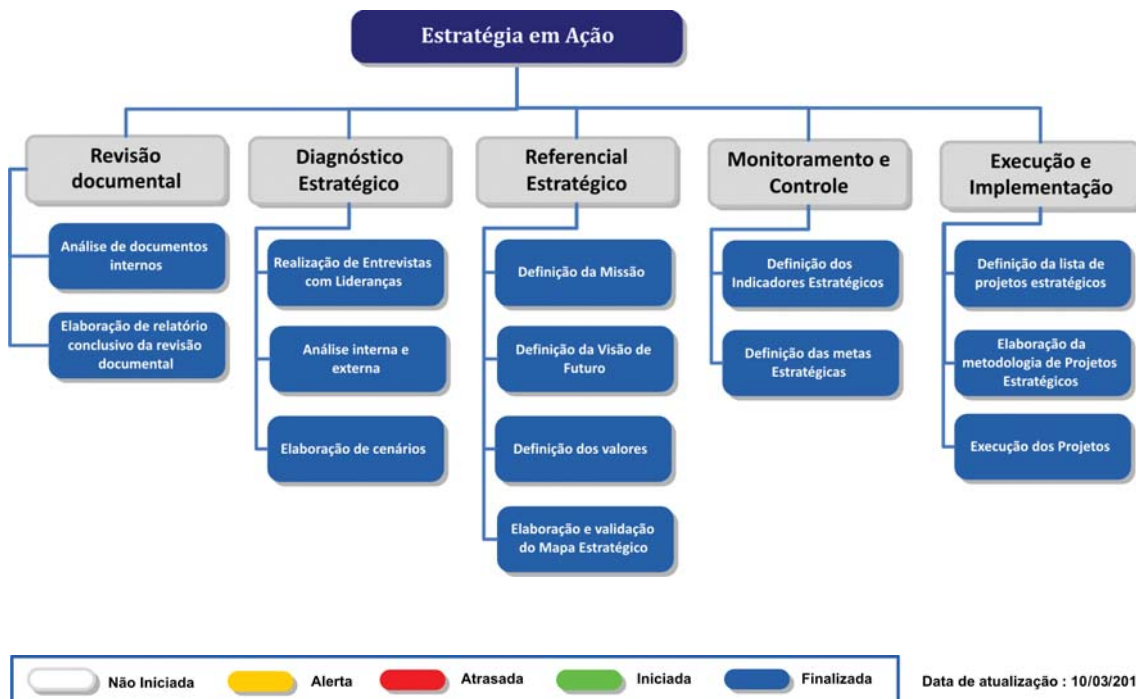 Estratégia em Ação
Revisão
documental
Análise de documentos
internos
Elaboração de relatório
conclusivo da revisão
documental
Diagnóstico
Estratégico
Realização de Entrevistas
com Lideranças
Análise interna e
externa
Elaboração de cenários
Referencial
Estratégico
Definição da Missão
Definição da Visão de
Futuro
Definição dos valores
Elaboração e validação
do Mapa Estratégico
Monitoramento e
Controle
Definição dos
Indicadores Estratégicos
Definição das metas
Estratégicas
Execução e
Implementação
Definição da lista de
projetos estratégicos
Elaboração da
metodologia de Projetos
Estratégicos
Execução dos Projetos
Não Iniciada
Alerta
Atrasada
Iniciada
Finalizada
Data de atualização : 10/03/201